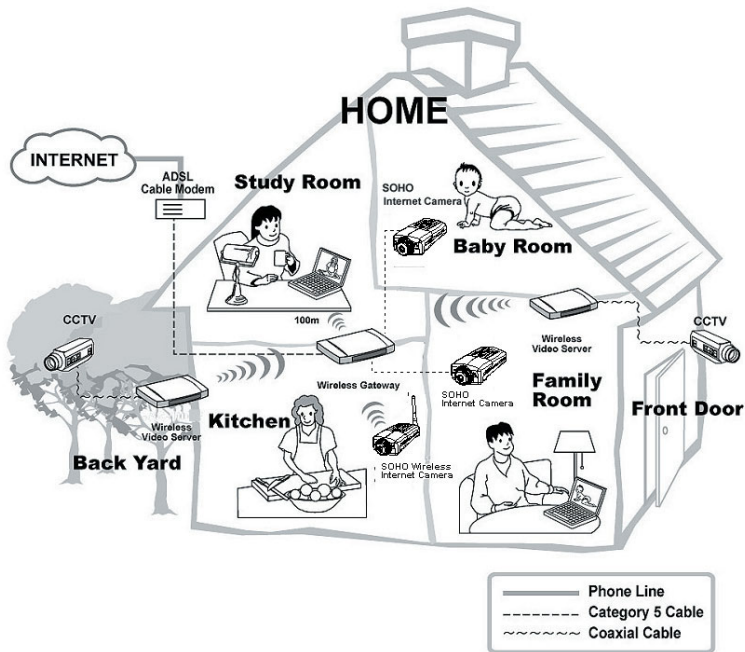 HOME
INTERNET
ADSL
Cable Modem
Study Room
SOHO
Internet Camera
Baby Room
100m
CCTV
Wireless
Video Server
CCTV
Wireless Gateway
SOHO
Internet Camera
Family
Room
Front Door
Wireless
Video Server
Kitchen
Back Yard
SOHO Wireless
Internet Camera
Phone Line
Category 5 Cable
Coaxial Cable